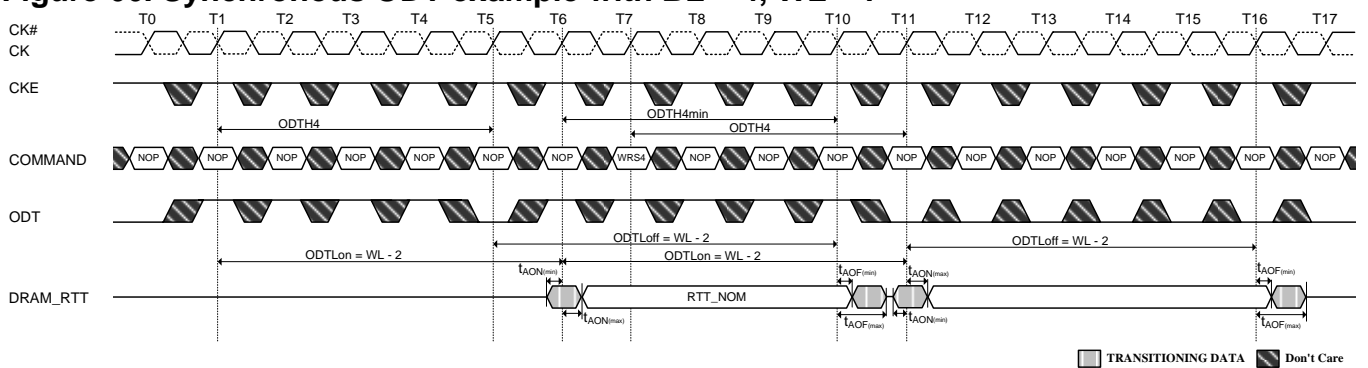 T0 T1 T2 T3 T4 T5 T6 T7 T8 T9 T10 T11 T12 T13 T14 T15 T16 T17
CK#
CK
CKE
ODTH4min
ODTH4
ODTH4
COMMAND NOP NOP NOP NOP NOP NOP NOP WRS4 NOP NOP NOP NOP NOP NOP NOP NOP NOP NOP
ODT
ODTLoff = WL - 2
ODTLoff = WL - 2
ODTLon = WL - 2
ODTLon = WL - 2
tAON(min)
tAOF(min)
tAON(max)
tAOF(min)
DRAM_RTT
RTT_NOM
tAON(max)
tAOF(max)
tAON(min)
tAOF(max)
TRANSITIONING DATA Don't Care